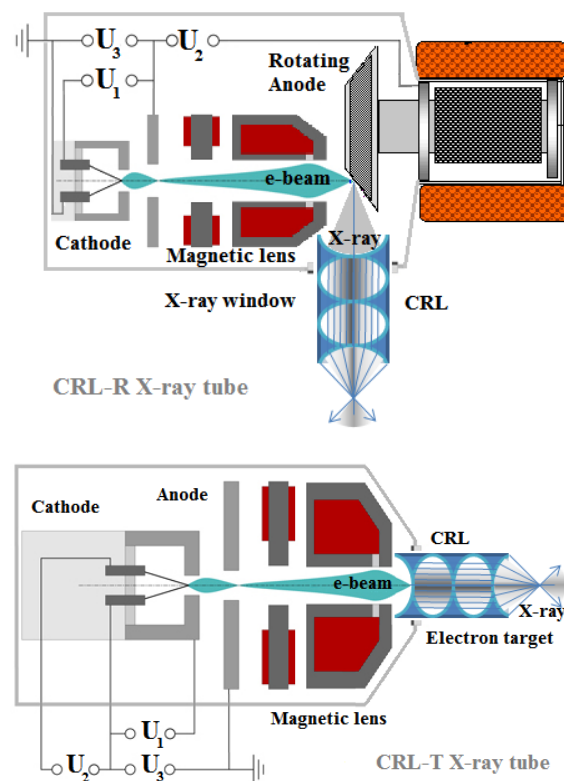 U3
U2
U1
Rotating
Anode
e-beam
Cathode
Magnetic lens
X-ray
X-ray window
CRL
CRL-R X-ray tube
Cathode
Anode
CRL
e-beam
X-ray
Electron target
Magnetic lens
U1
U2
U3
CRL-T X-ray tube